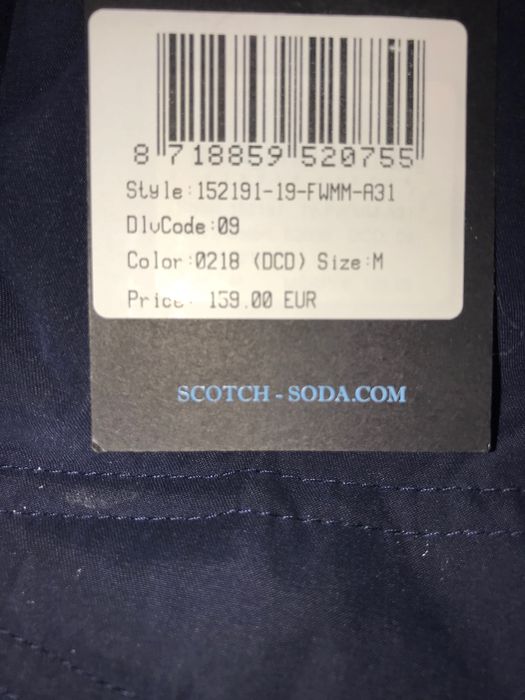 8 718859 520755
Style:152191-19-FWMM-A31
DlvCode:09
Color:0218 (DCD) Size:M
Price: 159.00 EUR
SCOTCH - SODA.COM